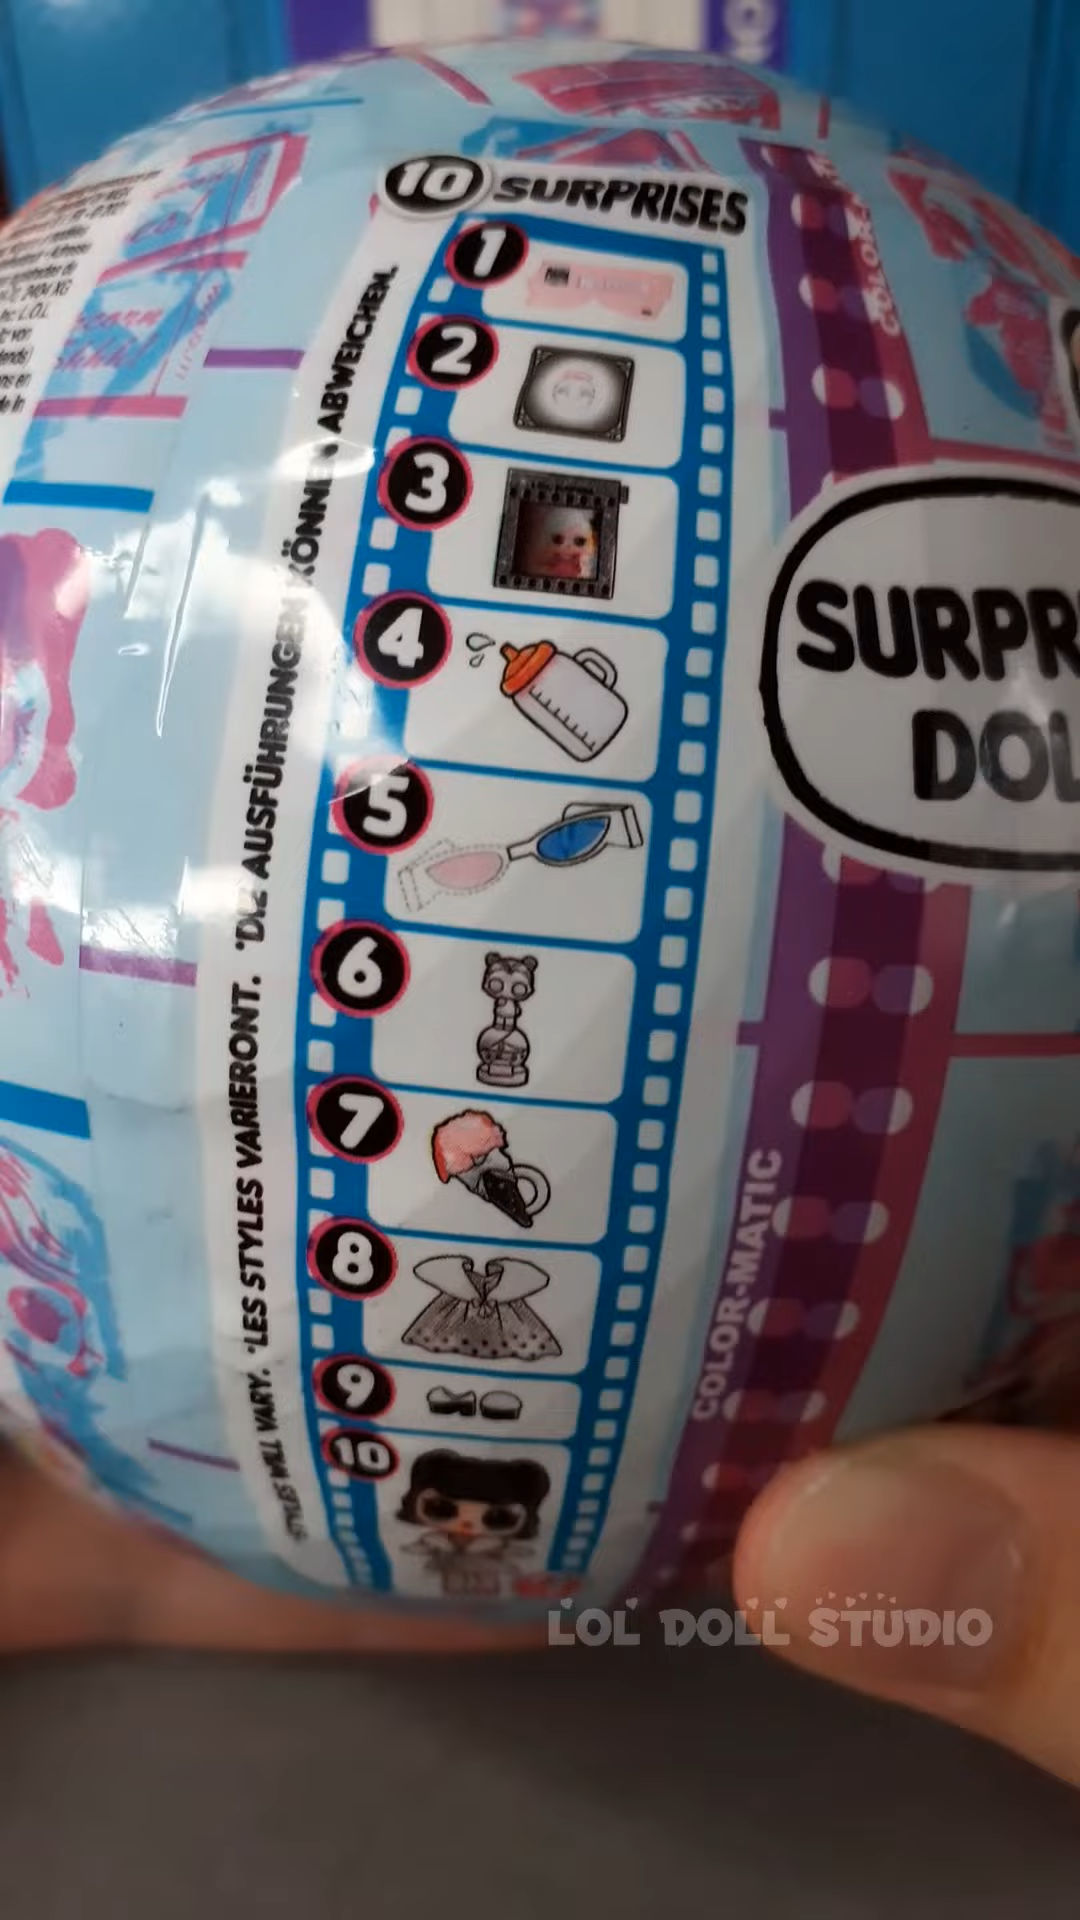 10 SURPRISES
1
2
3
4
5
6
7
8
9
10
*STYLES WILL VARY. *LES STYLES VARIERONT. *DIE AUSFÜHRUNGEN KÖNNEN ABWEICHEN.
SURPR
DOL
COLOR-MATIC
COLOR
LOL DOLL STUDIO